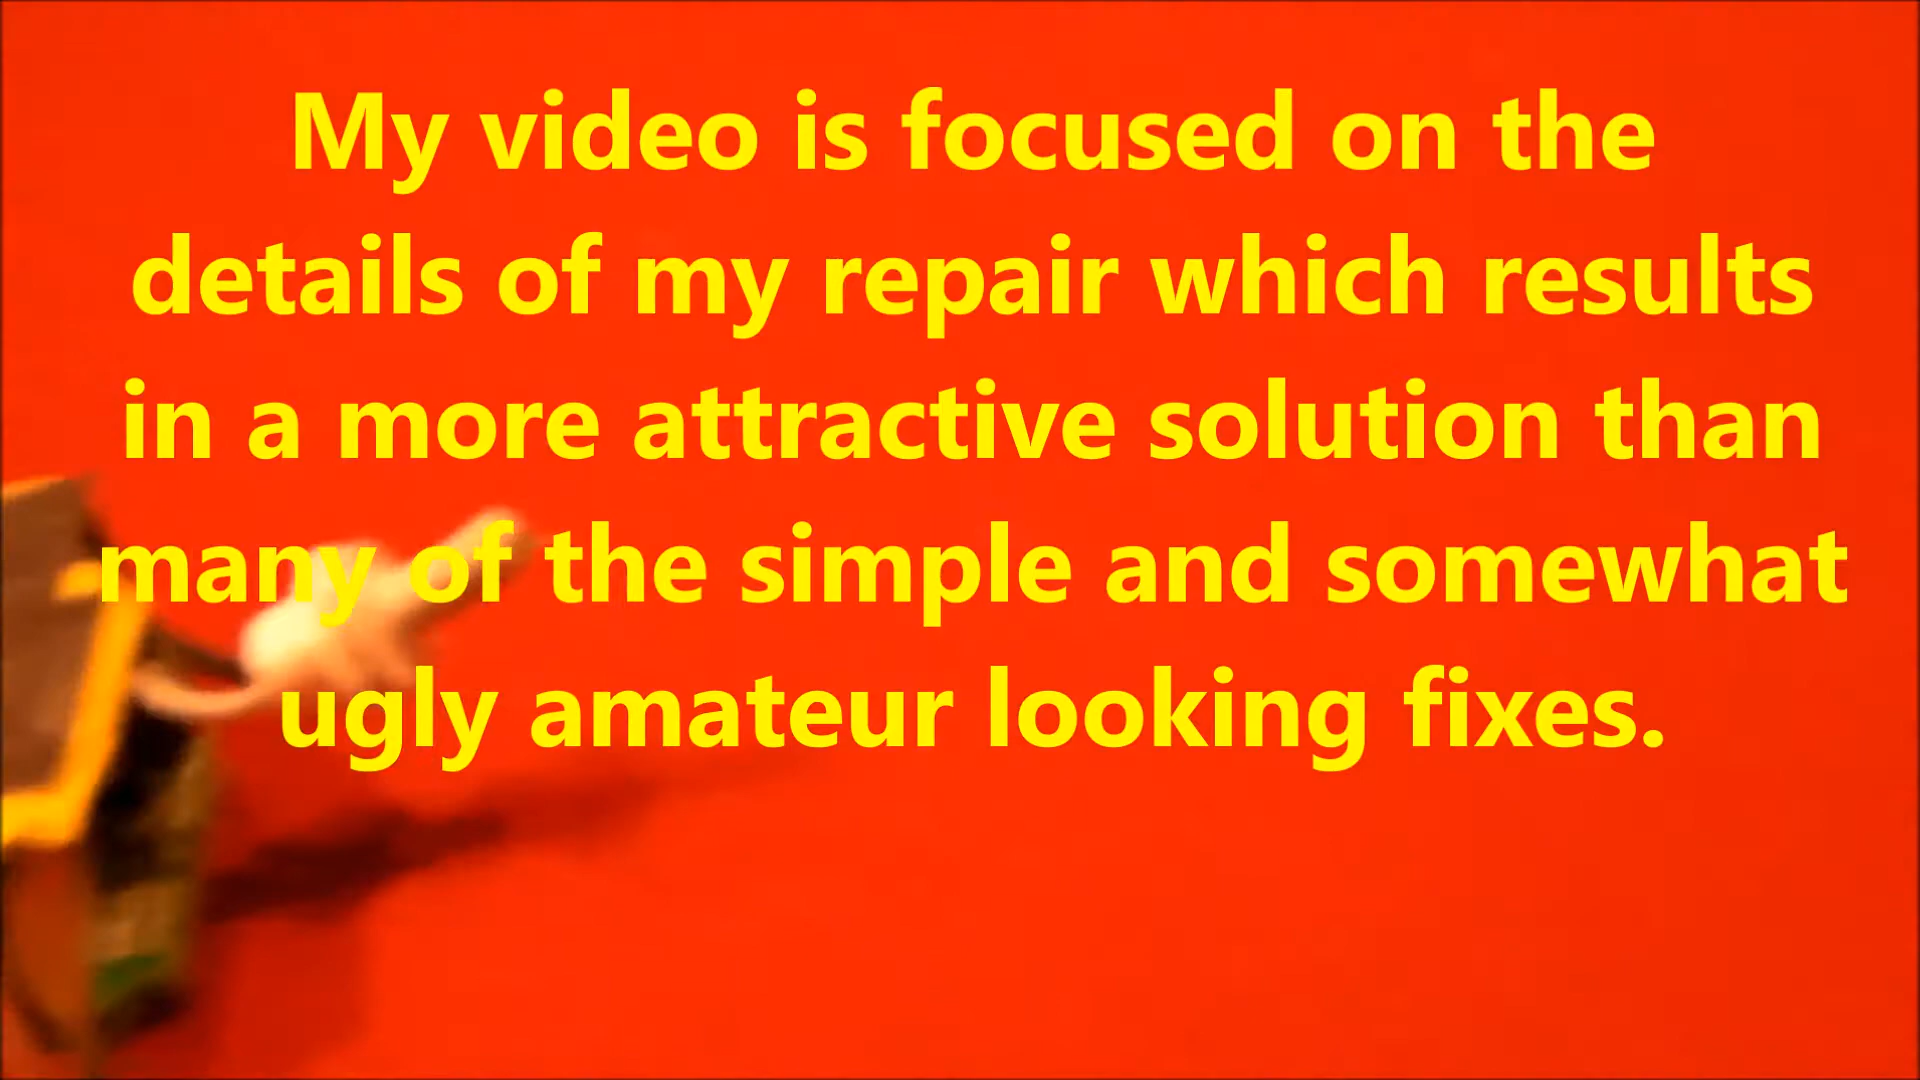 My video is focused on the
details of my repair which results
in a more attractive solution than
many of the simple and somewhat
ugly amateur looking fixes.